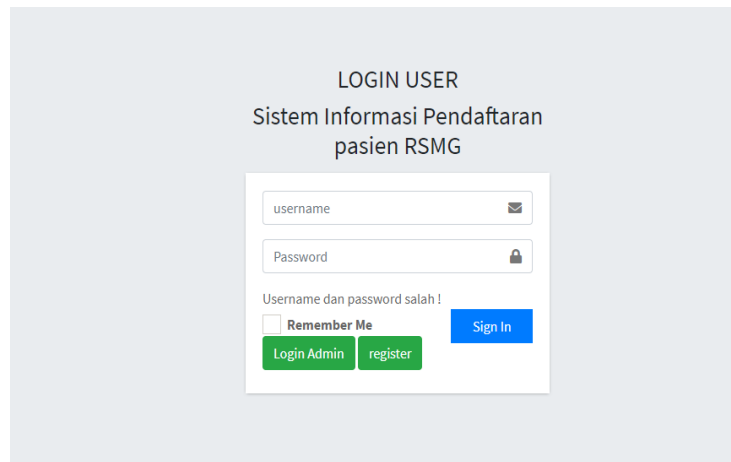 LOGIN USER
Sistem Informasi Pendaftaran
pasien RSMG
username
Password
Username dan password salah !
Remember Me
Sign In
Login Admin
register